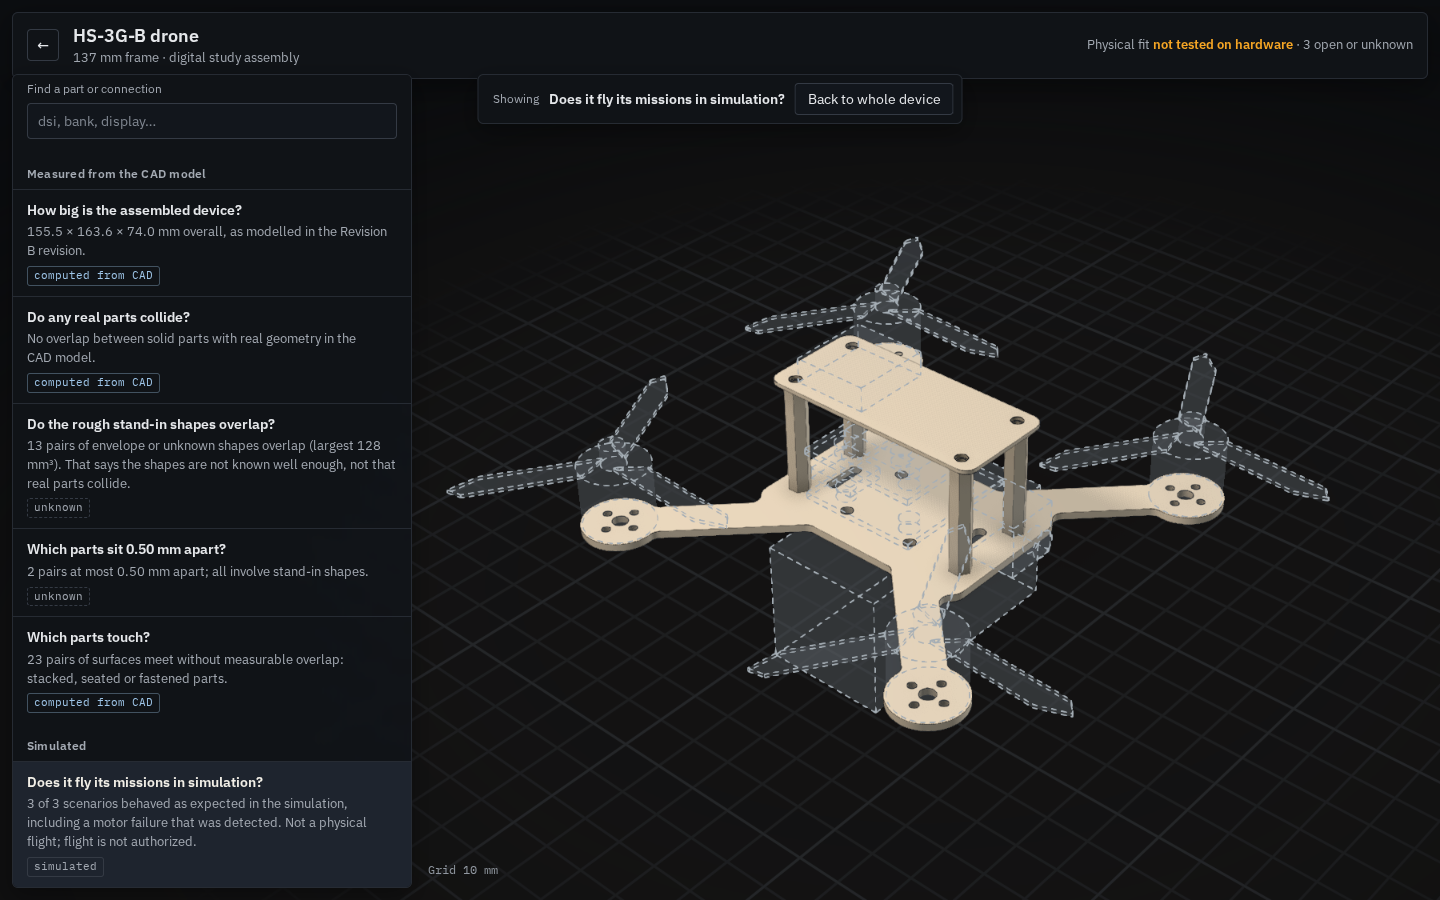 ←
HS-3G-B drone
137 mm frame · digital study assembly
Physical fit not tested on hardware · 3 open or unknown
Find a part or connection
dsi, bank, display...
Showing Does it fly its missions in simulation? Back to whole device
Measured from the CAD model
How big is the assembled device?
155.5 × 163.6 × 74.0 mm overall, as modelled in the Revision
B revision.
computed from CAD
Do any real parts collide?
No overlap between solid parts with real geometry in the
CAD model.
computed from CAD
Do the rough stand-in shapes overlap?
13 pairs of envelope or unknown shapes overlap (largest 128
mm³). That says the shapes are not known well enough, not that
real parts collide.
unknown
Which parts sit 0.50 mm apart?
2 pairs at most 0.50 mm apart; all involve stand-in shapes.
unknown
Which parts touch?
23 pairs of surfaces meet without measurable overlap:
stacked, seated or fastened parts.
computed from CAD
Simulated
Does it fly its missions in simulation?
3 of 3 scenarios behaved as expected in the simulation,
including a motor failure that was detected. Not a physical
flight; flight is not authorized.
simulated
Grid 10 mm